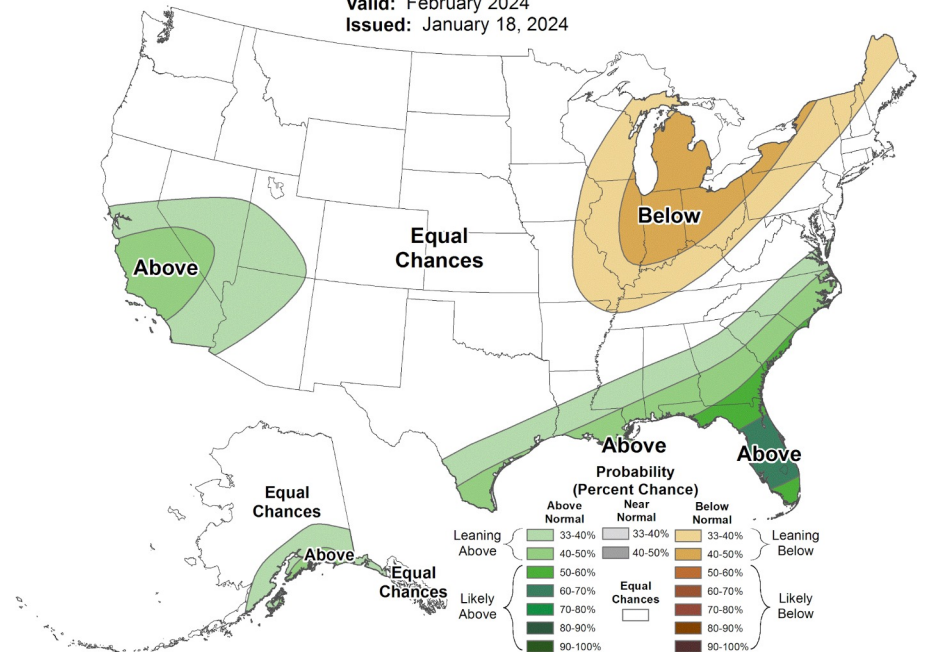 Valid: February 2024
Issued: January 18, 2024
Below
Equal
Chances
Above
Above
Above
Equal
Chances
Above
Equal
Chances
Probability
(Percent Chance)
Above
Normal
Near
Normal
Below
Normal
Leaning
Above
33-40%
40-50%
33-40%
40-50%
33-40%
40-50%
Leaning
Below
Likely
Above
50-60%
60-70%
70-80%
80-90%
90-100%
Equal
Chances
50-60%
60-70%
70-80%
80-90%
90-100%
Likely
Below